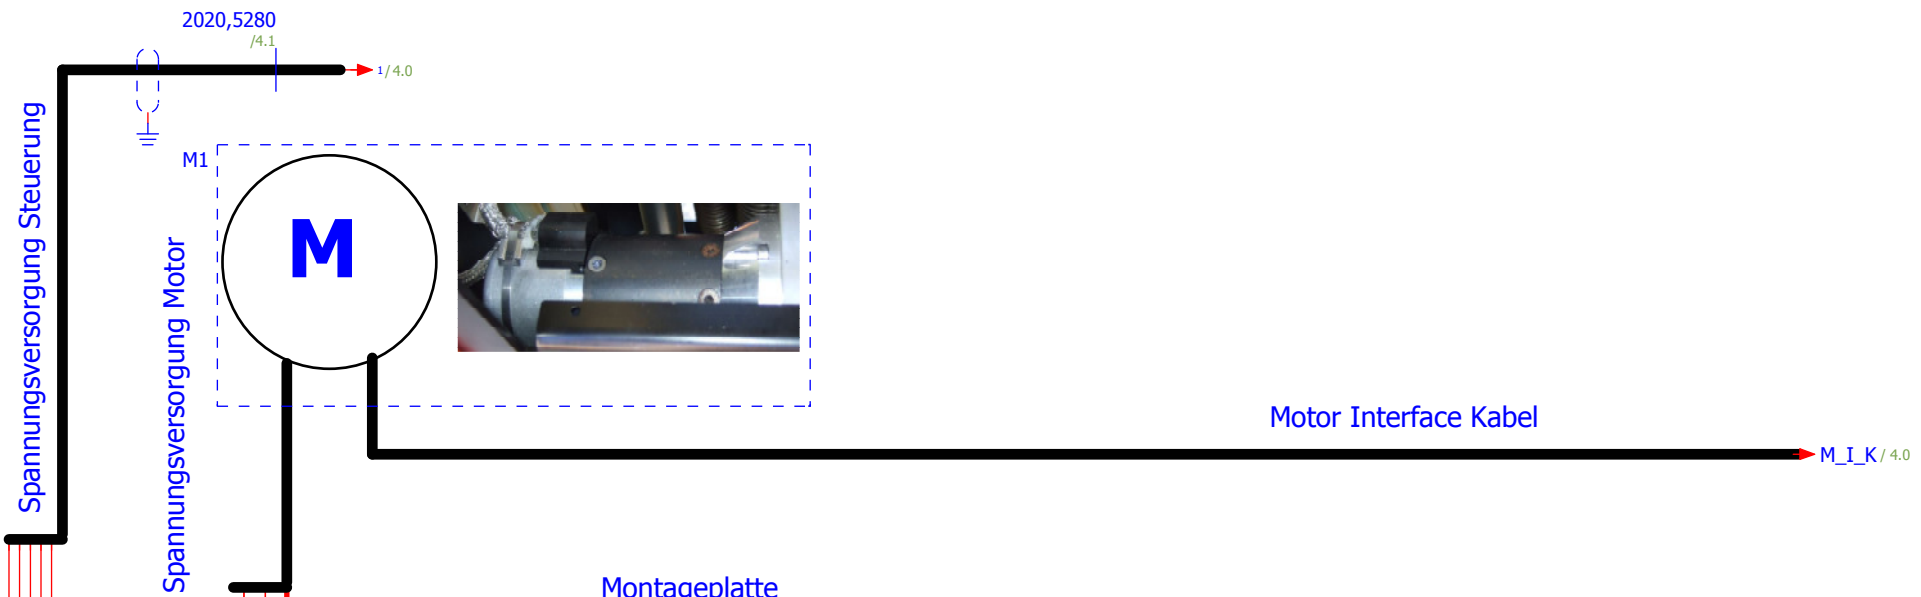 2020,5280
/4.1
1/4.0
Spannungsversorgung Steuerung
M1
M
Spannungsversorgung Motor
Motor Interface Kabel
M_I_K / 4.0
Montageplatte